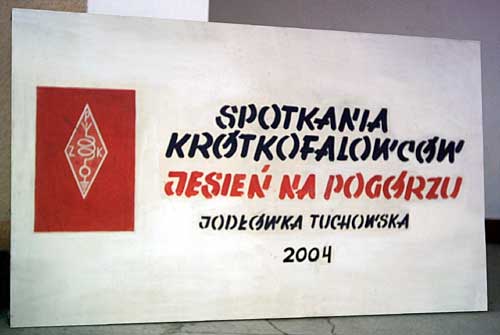 P
Z K
SPOTKANIA
KRÓTKOFALOWCÓW
JESIEŃ NA POGÓRZU
JODŁÓWKA TUCHOWSKA
2004